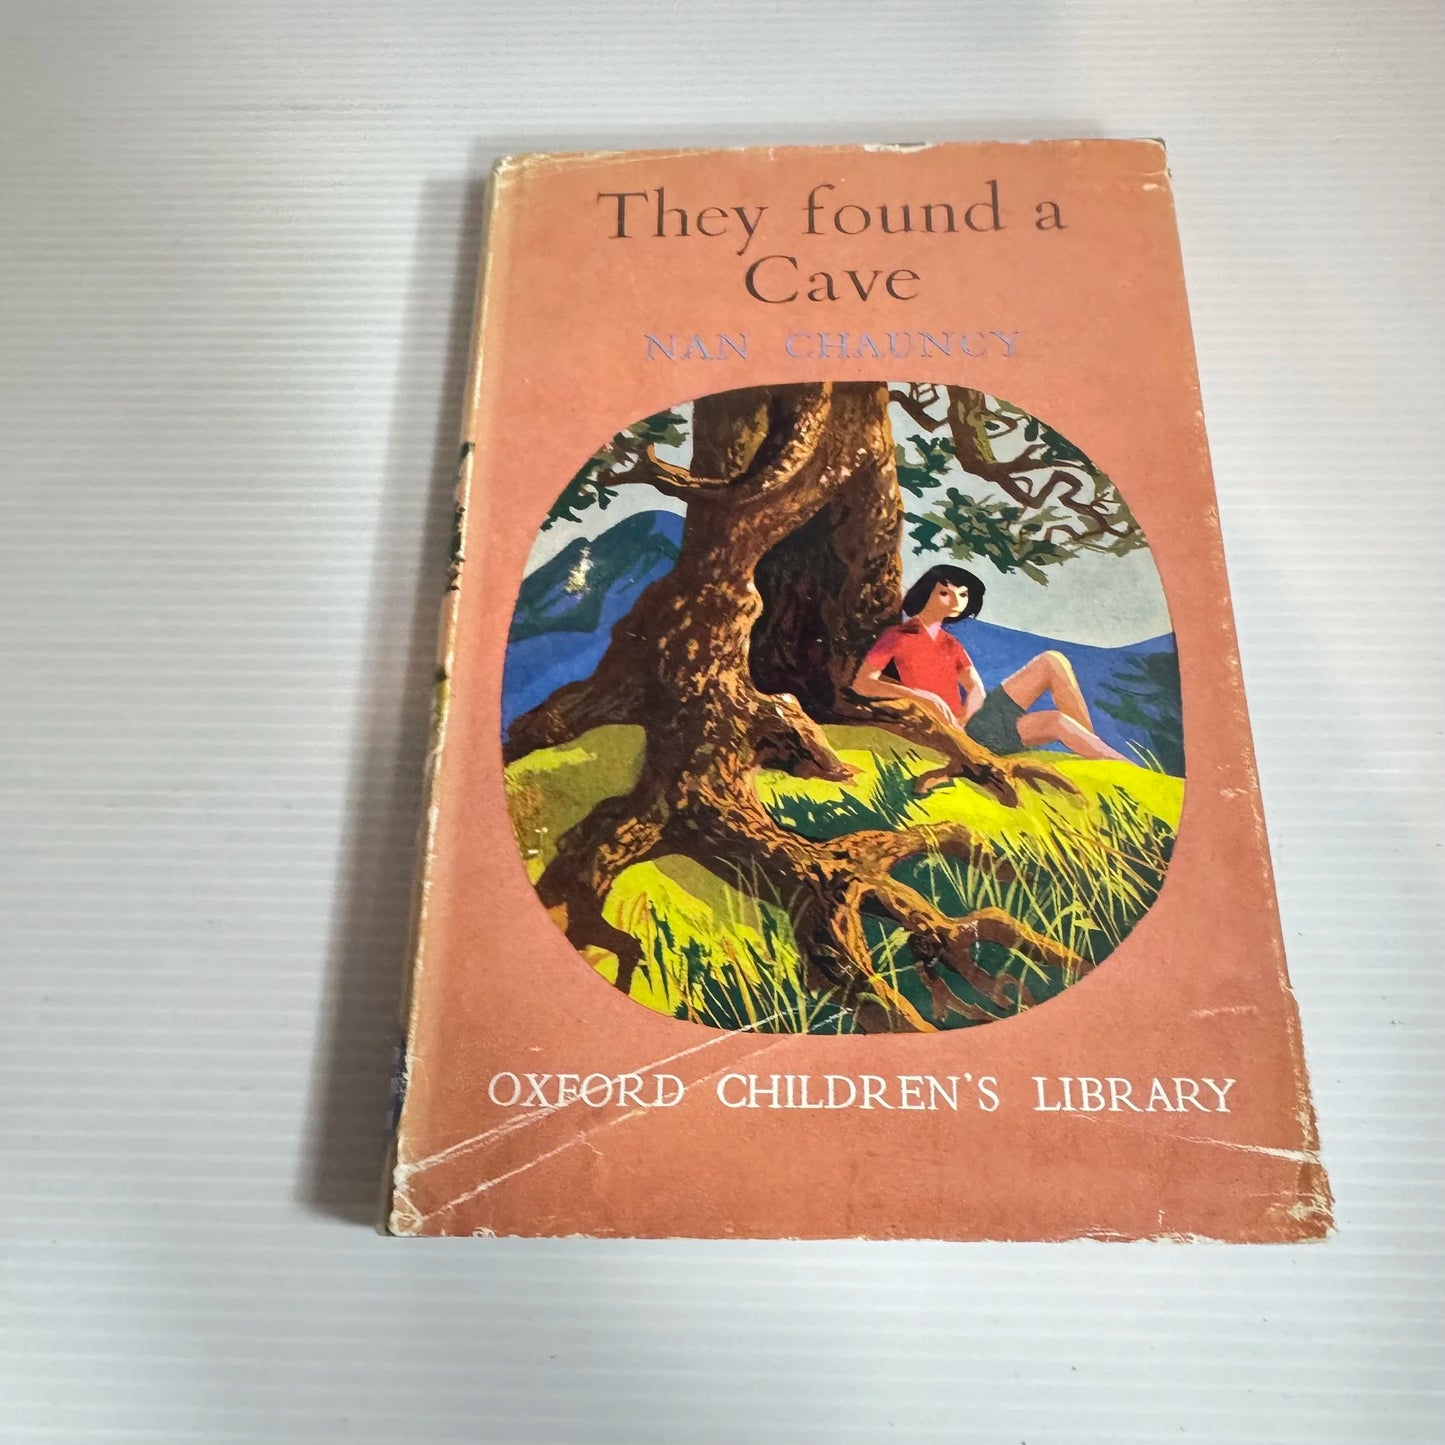 They found a
Cave
NAN CHAUNCY
OXFORD CHILDREN'S LIBRARY